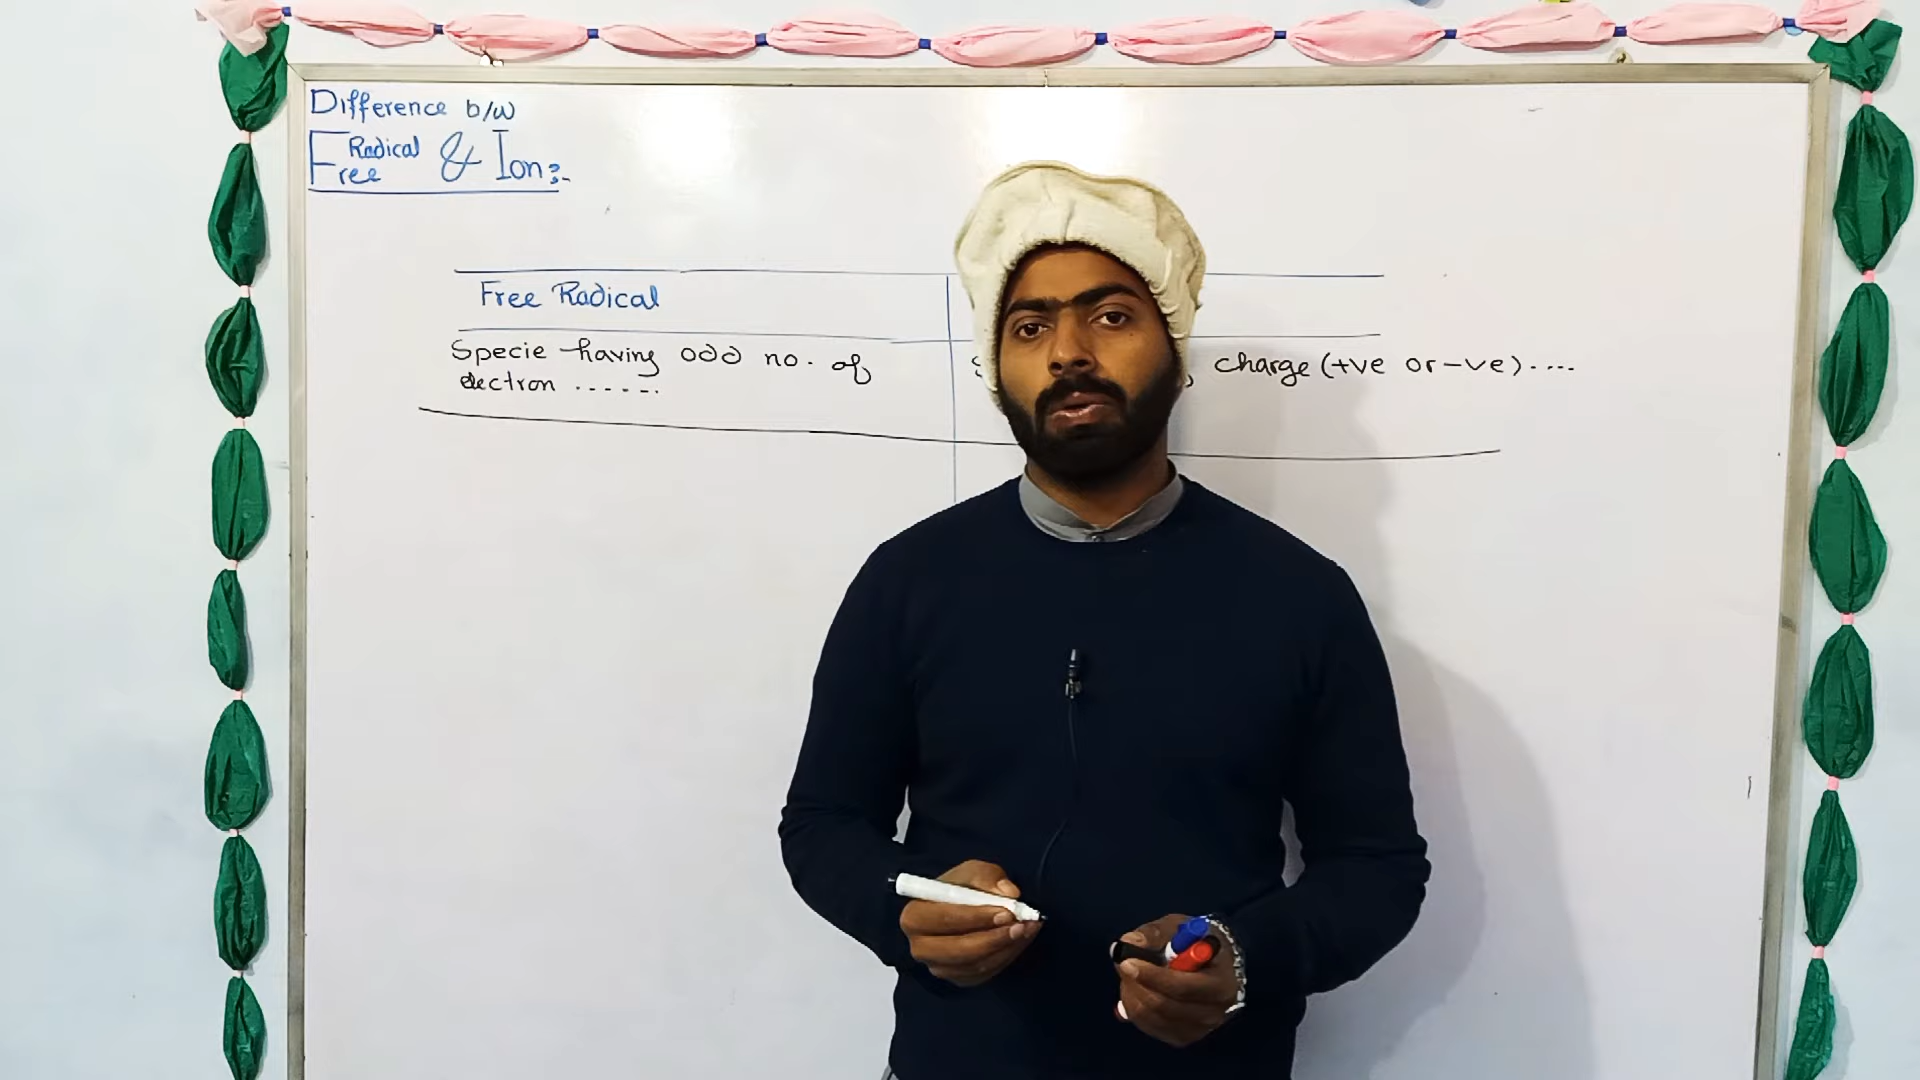 Difference b/w
Free Radical & Ion:-
Free Radical
Specie having odd no. of
electron ......
charge (+ve or -ve)....